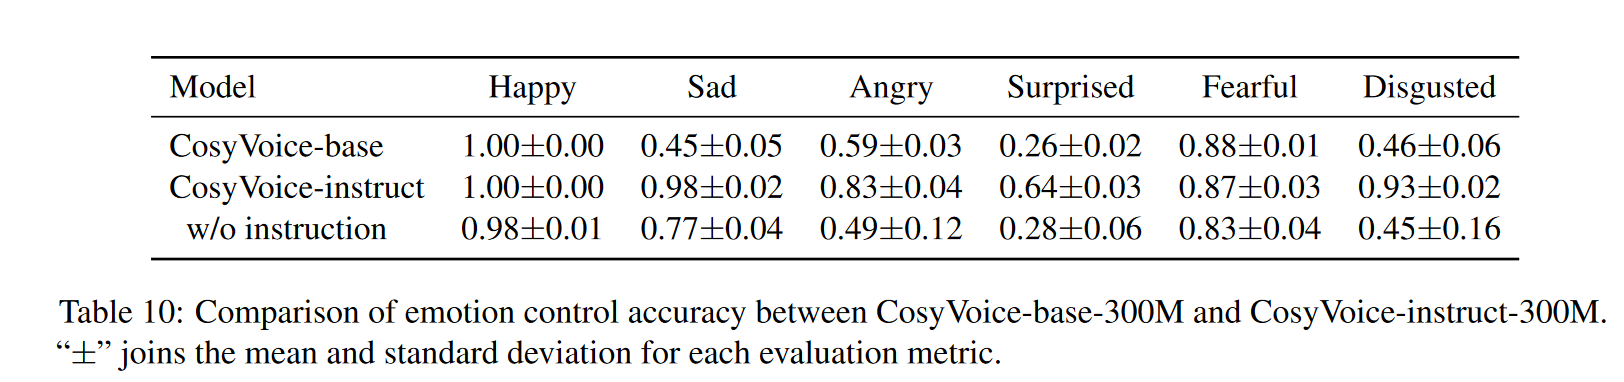 Model Happy Sad Angry Surprised Fearful Disgusted
CosyVoice-base 1.00±0.00 0.45±0.05 0.59±0.03 0.26±0.02 0.88±0.01 0.46±0.06
CosyVoice-instruct 1.00±0.00 0.98±0.02 0.83±0.04 0.64±0.03 0.87±0.03 0.93±0.02
w/o instruction 0.98±0.01 0.77±0.04 0.49±0.12 0.28±0.06 0.83±0.04 0.45±0.16
Table 10: Comparison of emotion control accuracy between CosyVoice-base-300M and CosyVoice-instruct-300M.
“±” joins the mean and standard deviation for each evaluation metric.